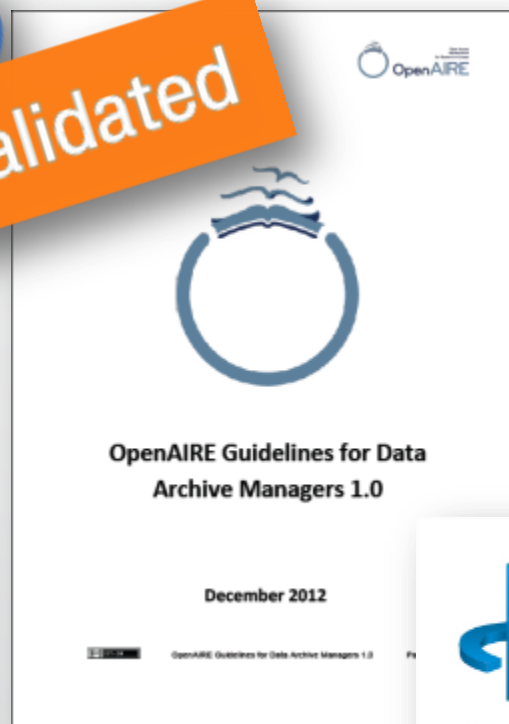 alidated
OpenAIRE
OpenAIRE Guidelines for Data
Archive Managers 1.0
December 2012
OpenAIRE Guidelines for Data Archive Managers 1.0